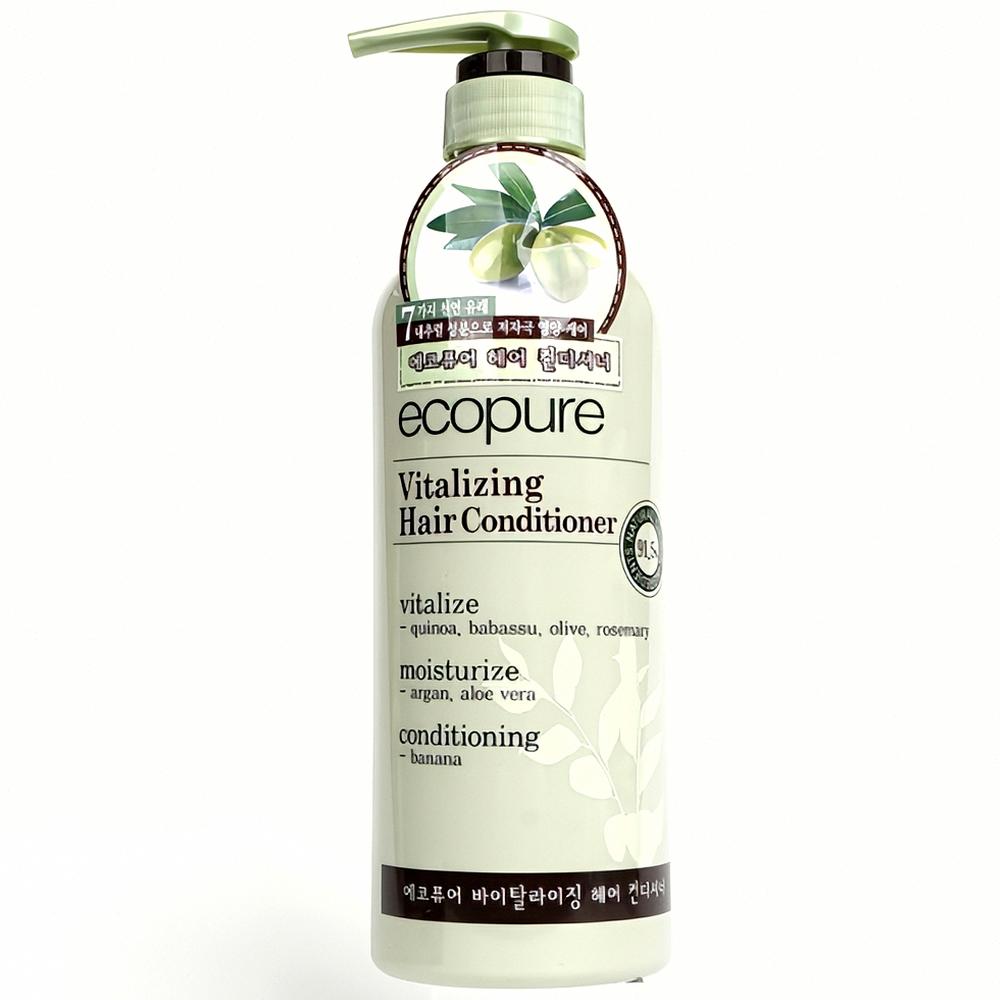 7가지 천연 유래
내추럴 성분으로 저자극 영양 케어
에코퓨어 헤어 컨디셔너
ecopure
Vitalizing
Hair Conditioner
91.5%
vitalize
- quinoa, babassu, olive, rosemary
moisturize
- argan, aloe vera
conditioning
- banana
에코퓨어 바이탈라이징 헤어 컨디셔너